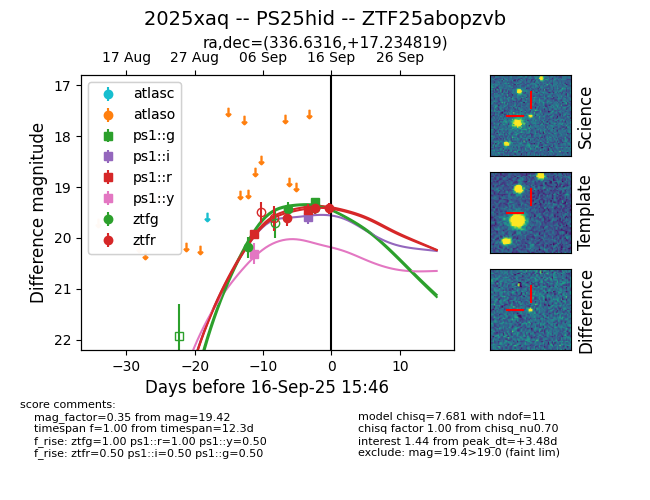 2025xaq -- PS25hid -- ZTF25abopzvb
ra,dec=(336.6316,+17.234819)
17 Aug 27 Aug 06 Sep 16 Sep 26 Sep
17
18
19
20
21
22
Difference magnitude
atlasc
atlaso
ps1::g
ps1::i
ps1::r
ps1::y
ztfg
ztfr
−30 −20 −10 0 10
Days before 16-Sep-25 15:46
Science
Template
Difference
score comments:
mag_factor=0.35 from mag=19.42
timespan f=1.00 from timespan=12.3d
f_rise: ztfg=1.00 ps1::r=1.00 ps1::y=0.50
f_rise: ztfr=0.50 ps1::i=0.50 ps1::g=0.50
model chisq=7.681 with ndof=11
chisq factor 1.00 from chisq_nu0.70
interest 1.44 from peak_dt=+3.48d
exclude: mag=19.4>19.0 (faint lim)